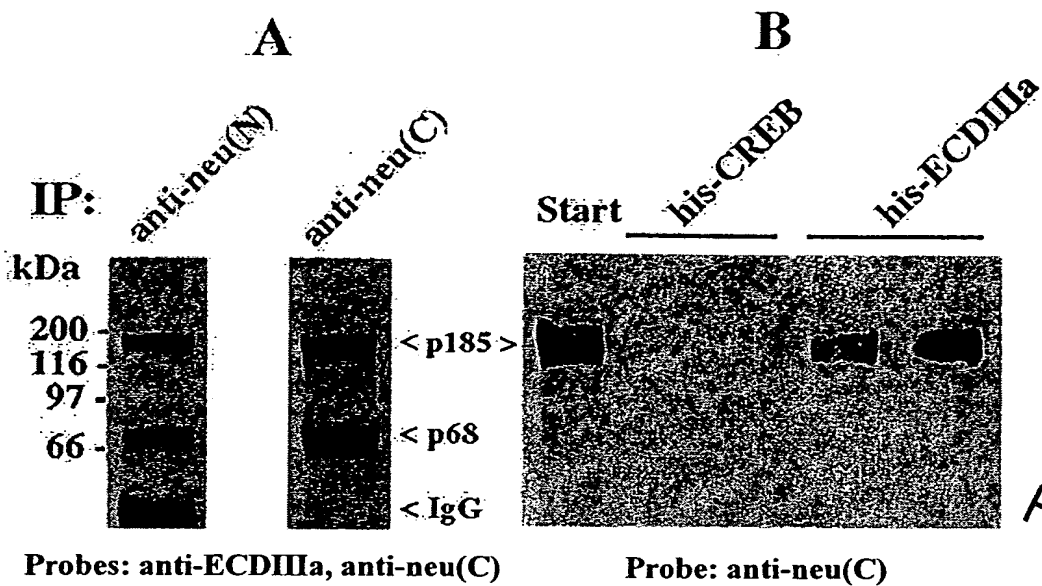 A
B
IP:
anti-neu(N)
anti-neu(C)
Start
his-CREB
his-ECDIIIa
kDa
200 -
116 -
97 -
66 -
< p185 >
< p68
< IgG
Probes: anti-ECDIIIa, anti-neu(C)
Probe: anti-neu(C)